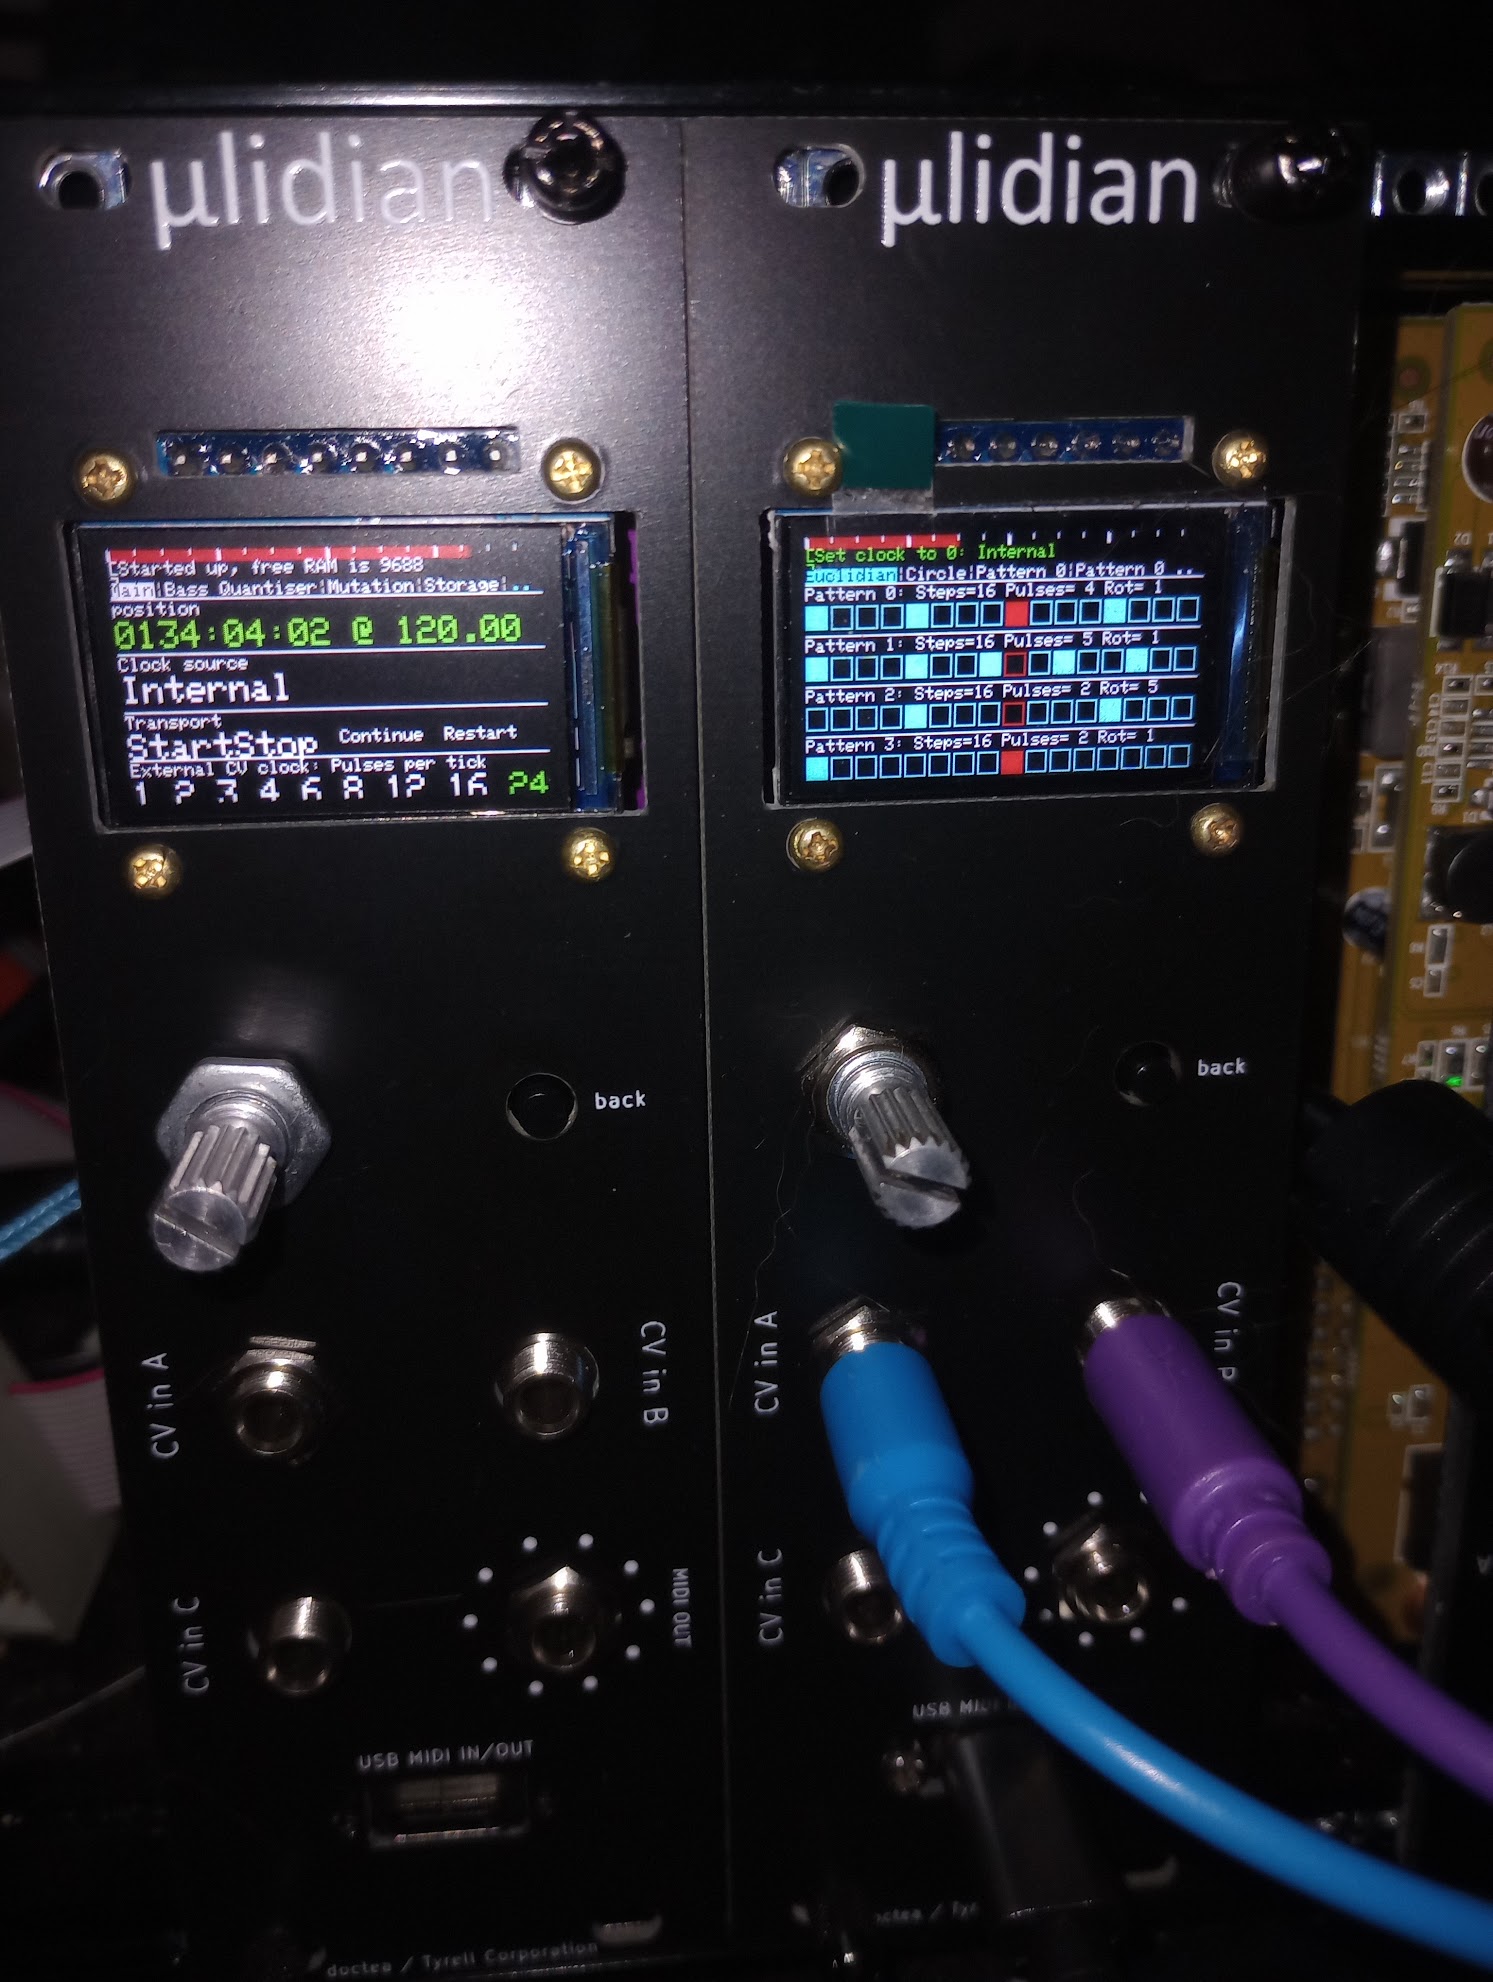 µlidian
[Started up, free RAM is 9688
Main|Bass Quantiser|Mutation|Storage|..
position
0134:04:02 @ 120.00
Clock source
Internal
Transport
StartStop Continue Restart
External CV clock: Pulses per tick
1 2 3 4 6 8 12 16 24
back
CV in A
CV in B
CV in C
MIDI OUT
USB MIDI IN/OUT
doctea / Tyrell Corporation
µlidian
[Set clock to 0: Internal
Euclidian|Circle|Pattern 0|Pattern 0 ..
Pattern 0: Steps=16 Pulses= 4 Rot= 1
Pattern 1: Steps=16 Pulses= 5 Rot= 1
Pattern 2: Steps=16 Pulses= 2 Rot= 5
Pattern 3: Steps=16 Pulses= 2 Rot= 1
back
CV in A
CV in
CV in C
USB MIDI